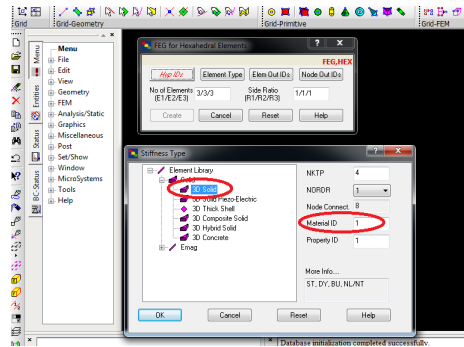 Grid
Grid-Geometry
Grid-Primitive
Grid-FEM
Menu
Entities
Status
BC Status
Menu
File
Edit
View
Geometry
FEM
Analysis/Static
Graphics
Miscellaneous
Post
Set/Show
Window
MicroSystems
Tools
Help
FEG for Hexahedral Elements
FEG,HEX
Hyp IDs
Element Type
Elem Out IDs
Node Out IDs
No of Elements 3/3/3
(E1/E2/E3)
Side Ratio 1/1/1
(R1/R2/R3)
Create
Cancel
Reset
Help
Stiffness Type
Element Library
Solid
3D Solid
3D Solid Piezo-Electric
3D Thick Shell
3D Composite Solid
3D Hybrid Solid
3D Concrete
Emag
NKTP 4
NORDR 1
Node Connect. 8
Material ID 1
Property ID 1
More Info...
ST, DY, BU, NL/NT
OK
Cancel
Reset
Help
Database initialization completed successfully.